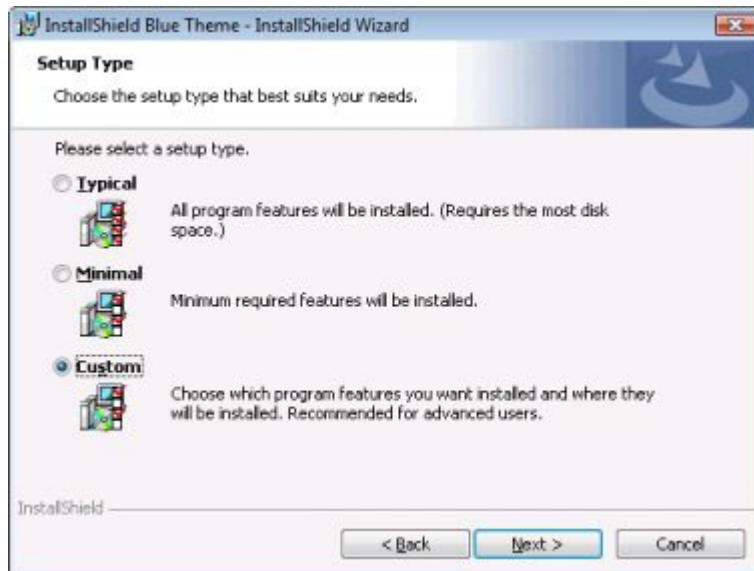 InstallShield Blue Theme - InstallShield Wizard
Setup Type
Choose the setup type that best suits your needs.
Please select a setup type.
Typical
All program features will be installed. (Requires the most disk
space.)
Minimal
Minimum required features will be installed.
Custom
Choose which program features you want installed and where they
will be installed. Recommended for advanced users.
InstallShield
< Back
Next >
Cancel